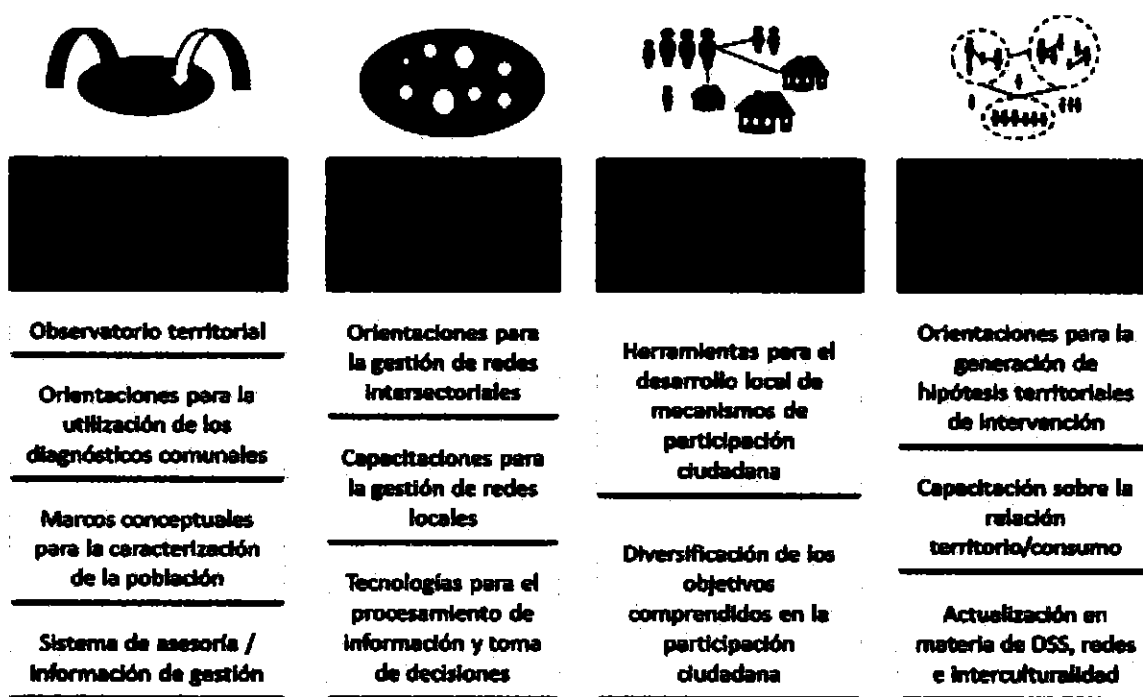 Observatorio territorial
Orientaciones para la
utilización de los
diagnósticos comunales
Marcos conceptuales
para la caracterización
de la población
Sistema de asesoría /
información de gestión
Orientaciones para
la gestión de redes
intersectoriales
Capacitaciones para
la gestión de redes
locales
Tecnologías para el
procesamiento de
información y toma
de decisiones
Herramientas para el
desarrollo local de
mecanismos de
participación
ciudadana
Diversificación de los
objetivos
comprendidos en la
participación
ciudadana
Orientaciones para la
generación de
hipótesis territoriales
de intervención
Capacitación sobre la
relación
territorio/consumo
Actualización en
materia de DSS, redes
e interculturalidad